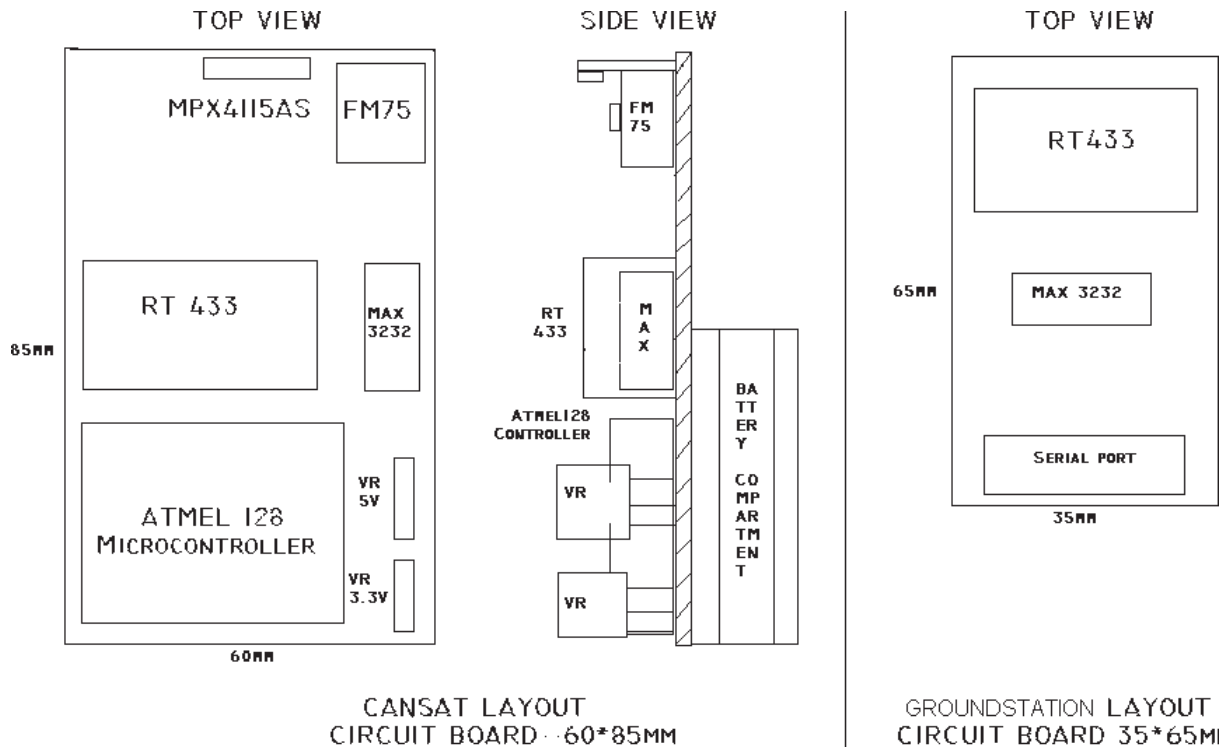 TOP VIEW
MPX4115AS
FM75
RT 433
MAX
3232
85MM
VR
5V
ATMEL 128
MICROCONTROLLER
VR
3.3V
60MM
SIDE VIEW
FM
75
RT
433
M
A
X
ATMEL128
CONTROLLER
VR
VR
BA
TT
ER
Y
CO
MP
AR
TM
EN
T
CANSAT LAYOUT
CIRCUIT BOARD 60*85MM
TOP VIEW
RT433
65MM
MAX 3232
SERIAL PORT
35MM
GROUNDSTATION LAYOUT
CIRCUIT BOARD 35*65M